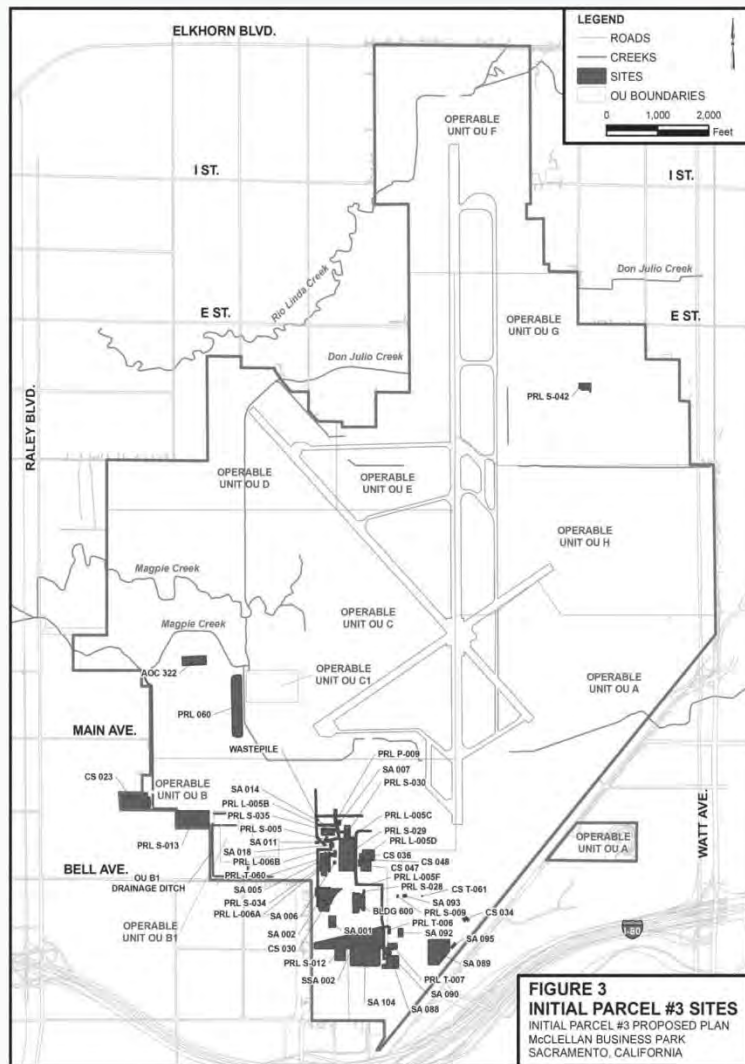 ELKHORN BLVD.
LEGEND
ROADS
CREEKS
SITES
OU BOUNDARIES
0 1,000 2,000
Feet
OPERABLE
UNIT OU F
I ST.
I ST.
Rio Linda Creek
Don Julio Creek
E ST.
OPERABLE
UNIT OU G
E ST.
Don Julio Creek
RALEY BLVD.
PRL S-042
OPERABLE
UNIT OU D
OPERABLE
UNIT OU E
OPERABLE
UNIT OU H
Magpie Creek
OPERABLE
UNIT OU C
Magpie Creek
AOC 322
OPERABLE
UNIT OU C1
OPERABLE
UNIT OU A
PRL 060
MAIN AVE.
WASTEPILE
PRL P-009
SA 007
PRL S-030
CS 023
OPERABLE
UNIT OU B
SA 014
PRL L-005B
PRL S-035
PRL S-005
SA 011
SA 018
PRL L-006B
PRL T-060
SA 005
PRL S-034
PRL L-006A
PRL L-005C
PRL S-029
PRL L-005D
CS 036
CS 048
CS 047
PRL L-005F
PRL S-028
CS T-061
SA 093
PRL S-009
CS 034
PRL S-013
BELL AVE.
OU B1
DRAINAGE DITCH
OPERABLE
UNIT OU A
WATT AVE.
OPERABLE
UNIT OU B1
SA 006
SA 002
CS 030
BLDG 600
PRL T-006
SA 001
SA 092
SA 095
I-80
PRL S-012
SSA 002
SA 089
PRL T-007
SA 090
SA 088
SA 104
FIGURE 3
INITIAL PARCEL #3 SITES
INITIAL PARCEL #3 PROPOSED PLAN
McCLELLAN BUSINESS PARK
SACRAMENTO, CALIFORNIA